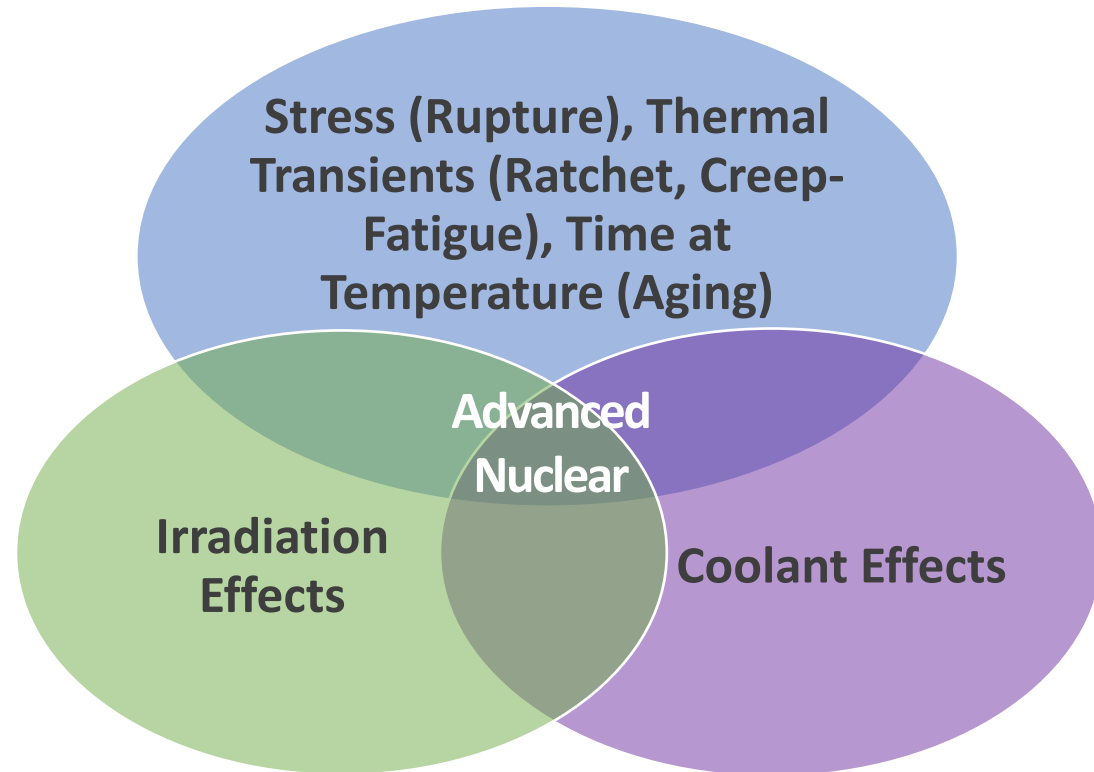 Stress (Rupture), Thermal
Transients (Ratchet, Creep-
Fatigue), Time at
Temperature (Aging)
Advanced
Nuclear
Irradiation
Effects
Coolant Effects